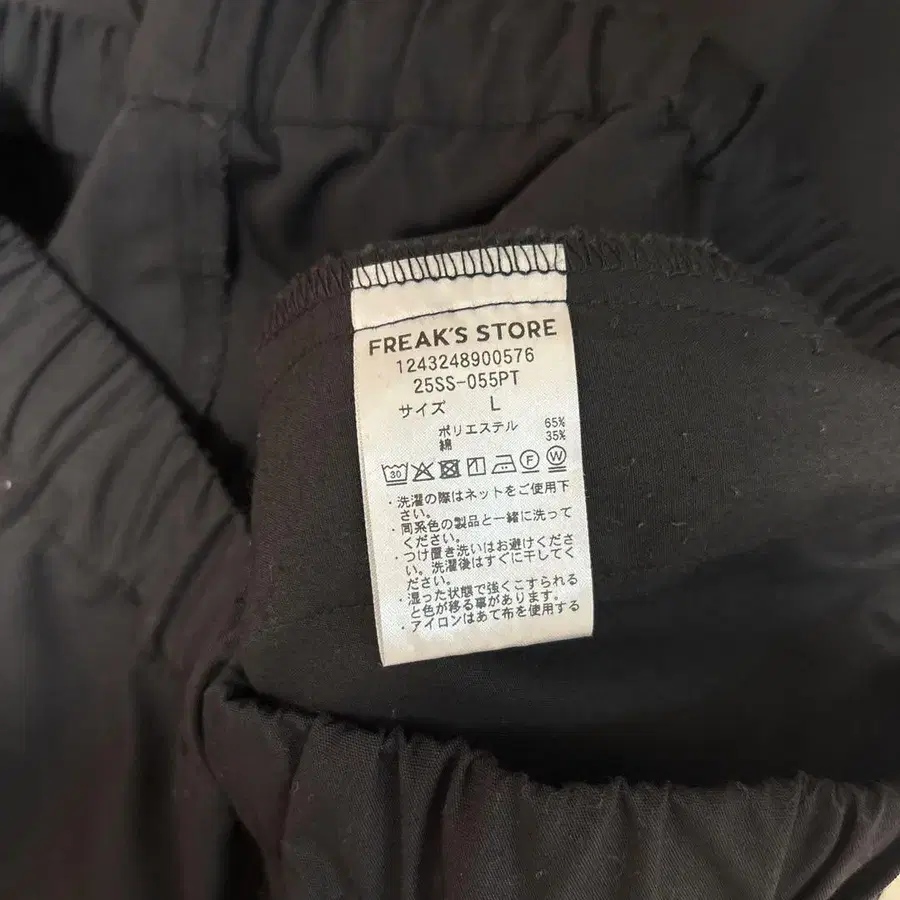 FREAK'S STORE
1243248900576
25SS-055PT
サイズ L
ポリエステル 65%
綿 35%
30 F W
・洗濯の際はネットをご使用下
さい。
・同系色の製品と一緒に洗って
ください。
・つけ置き洗いはお避けくださ
い。洗濯後はすぐに干してく
ださい。
・湿った状態で強くこすられる
と色が移る事があります。
・アイロンはあて布を使用する